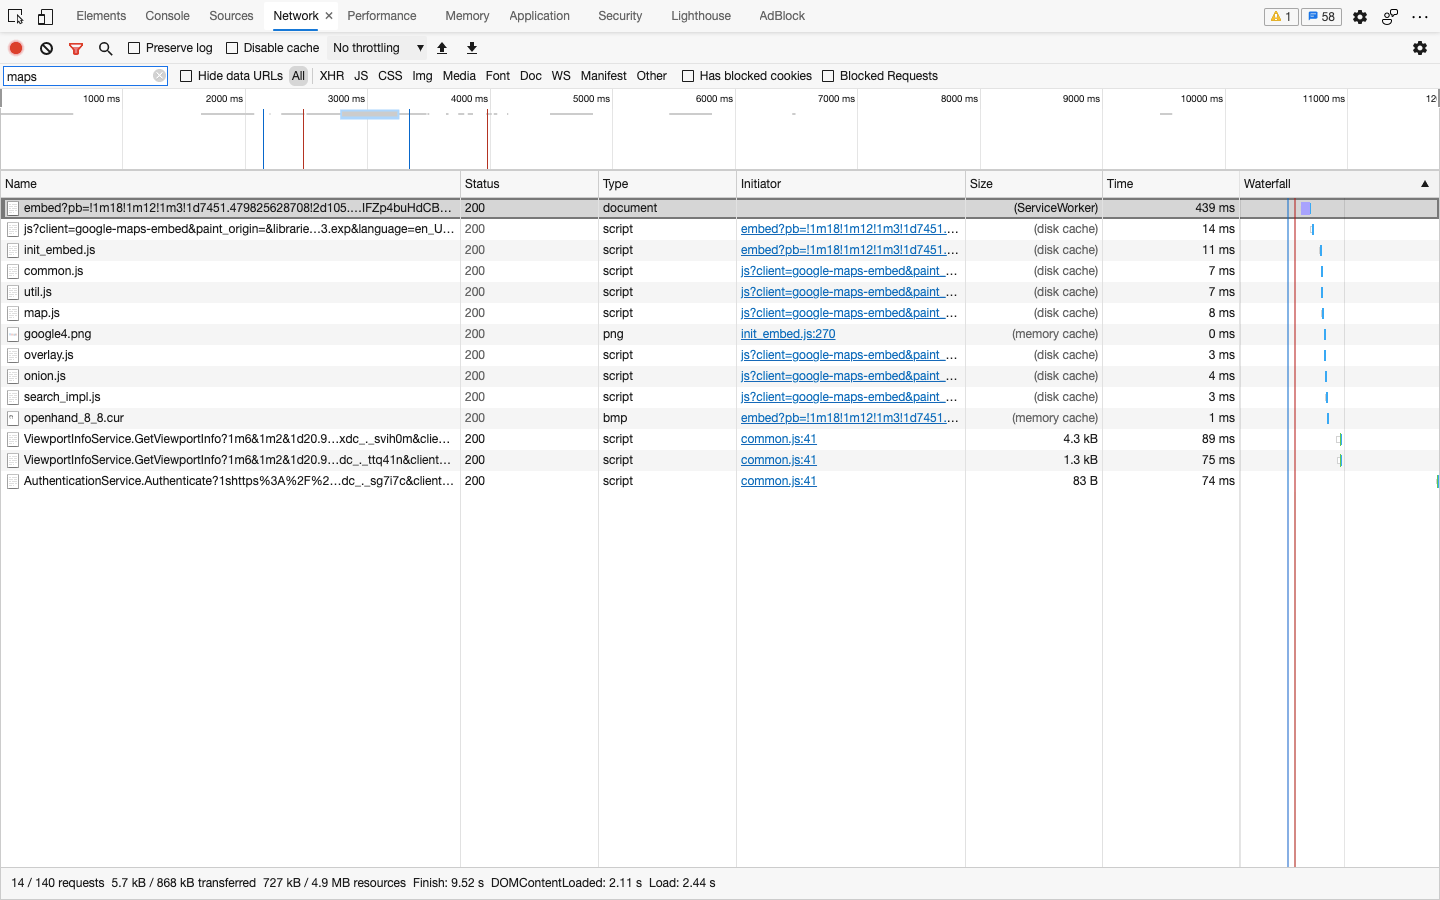 Elements Console Sources Network × Performance Memory Application Security Lighthouse AdBlock 1 58 ...
Preserve log Disable cache No throttling ▼
maps Hide data URLs All XHR JS CSS Img Media Font Doc WS Manifest Other Has blocked cookies Blocked Requests
1000 ms 2000 ms 3000 ms 4000 ms 5000 ms 6000 ms 7000 ms 8000 ms 9000 ms 10000 ms 11000 ms 12
Name Status Type Initiator Size Time Waterfall ▲
embed?pb=!1m18!1m12!1m3!1d7451.479825628708!2d105.…IFZp4buHdCB… 200 document (ServiceWorker) 439 ms
js?client=google-maps-embed&paint_origin=&librarie…3.exp&language=en_U… 200 script embed?pb=!1m18!1m12!1m3!1d7451.… (disk cache) 14 ms
init_embed.js 200 script embed?pb=!1m18!1m12!1m3!1d7451.… (disk cache) 11 ms
common.js 200 script js?client=google-maps-embed&paint_… (disk cache) 7 ms
util.js 200 script js?client=google-maps-embed&paint_… (disk cache) 7 ms
map.js 200 script js?client=google-maps-embed&paint_… (disk cache) 8 ms
google4.png 200 png init_embed.js:270 (memory cache) 0 ms
overlay.js 200 script js?client=google-maps-embed&paint_… (disk cache) 3 ms
onion.js 200 script js?client=google-maps-embed&paint_… (disk cache) 4 ms
search_impl.js 200 script js?client=google-maps-embed&paint_… (disk cache) 3 ms
openhand_8_8.cur 200 bmp embed?pb=!1m18!1m12!1m3!1d7451.… (memory cache) 1 ms
ViewportInfoService.GetViewportInfo?1m6&1m2&1d20.9…xdc_._svih0m&clie… 200 script common.js:41 4.3 kB 89 ms
ViewportInfoService.GetViewportInfo?1m6&1m2&1d20.9…dc_._ttq41n&client… 200 script common.js:41 1.3 kB 75 ms
AuthenticationService.Authenticate?1shttps%3A%2F%2…dc_._sg7i7c&client… 200 script common.js:41 83 B 74 ms
14 / 140 requests 5.7 kB / 868 kB transferred 727 kB / 4.9 MB resources Finish: 9.52 s DOMContentLoaded: 2.11 s Load: 2.44 s